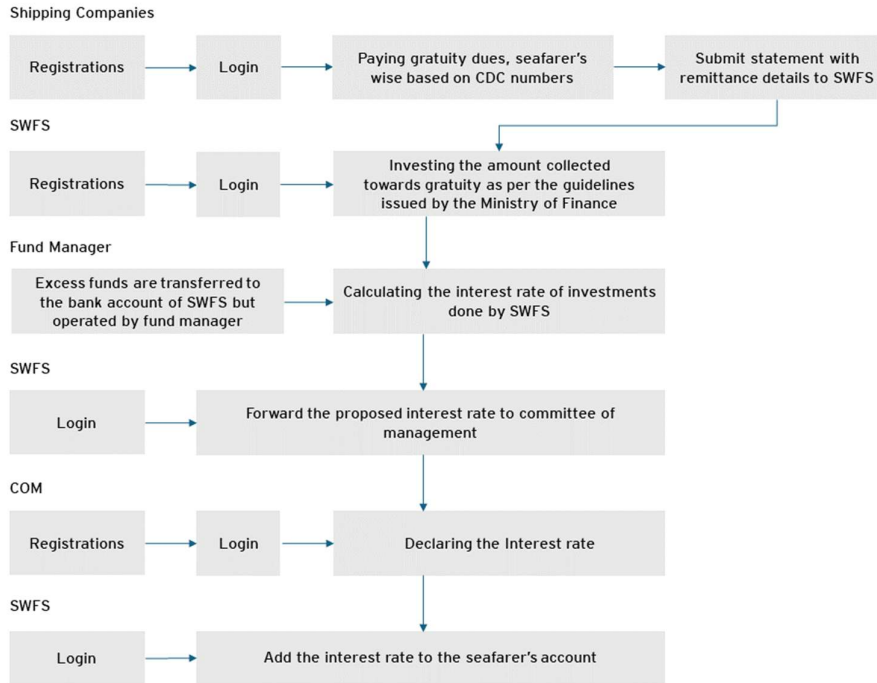 Shipping Companies
Registrations
Login
Paying gratuity dues, seafarer's
wise based on CDC numbers
Submit statement with
remittance details to SWFS
SWFS
Registrations
Login
Investing the amount collected
towards gratuity as per the guidelines
issued by the Ministry of Finance
Fund Manager
Excess funds are transferred to
the bank account of SWFS but
operated by fund manager
Calculating the interest rate of investments
done by SWFS
SWFS
Login
Forward the proposed interest rate to committee of
management
COM
Registrations
Login
Declaring the Interest rate
SWFS
Login
Add the interest rate to the seafarer's account